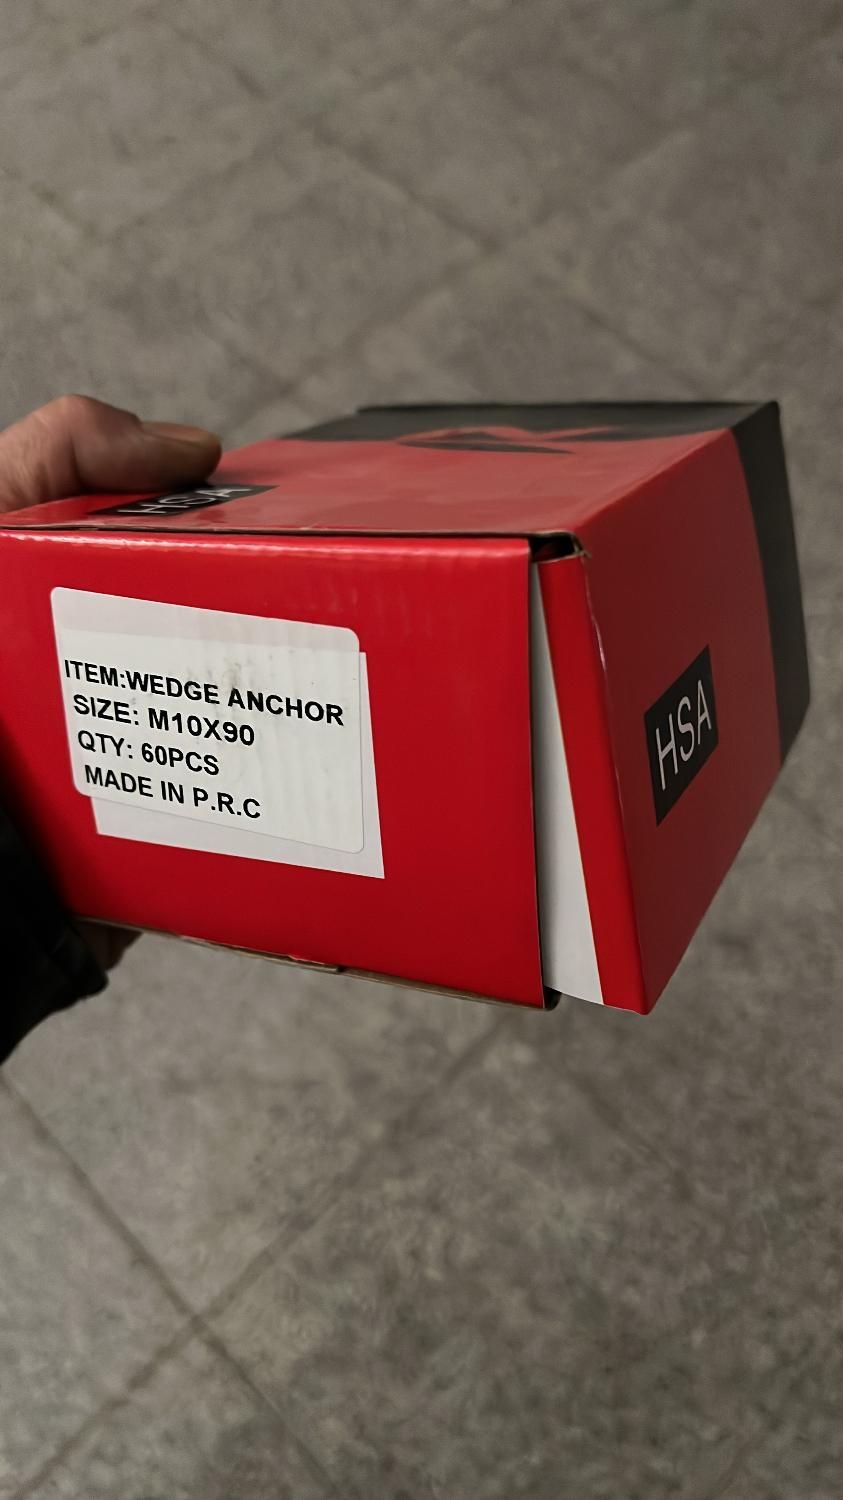 HSA
ITEM:WEDGE ANCHOR
SIZE: M10X90
QTY: 60PCS
MADE IN P.R.C
HSA